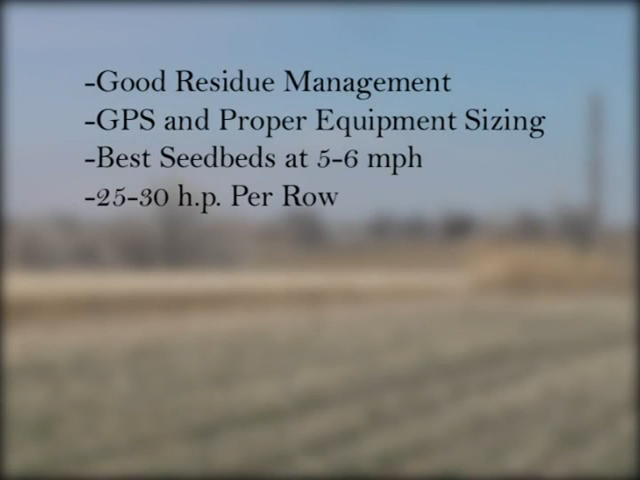 -Good Residue Management
-GPS and Proper Equipment Sizing
-Best Seedbeds at 5-6 mph
-25-30 h.p. Per Row